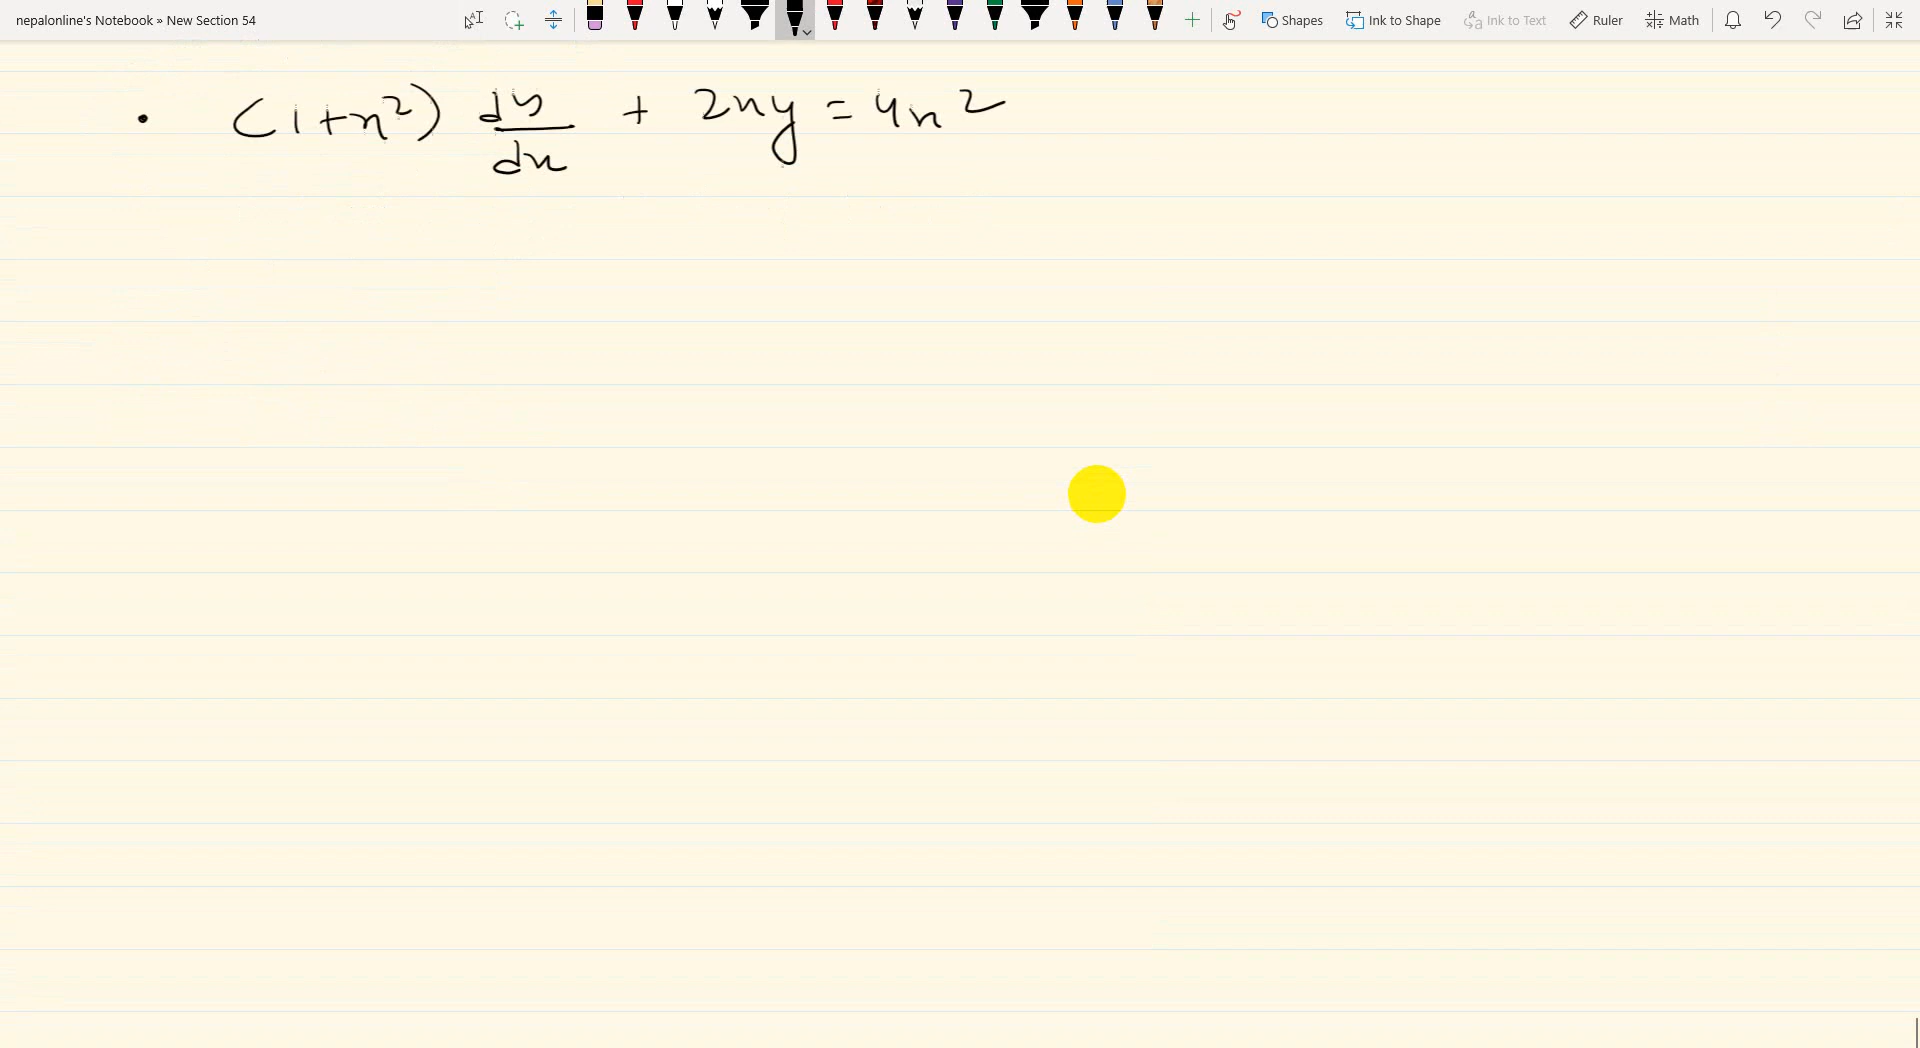 nepalonline's Notebook » New Section 54
Shapes
Ink to Shape
Ink to Text
Ruler
Math
• (1+x²) dy/dx + 2xy = 4x²